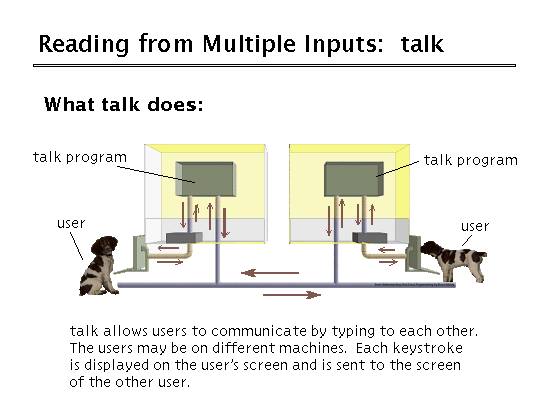 Reading from Multiple Inputs: talk
What talk does:
talk program
talk program
user
user
talk allows users to communicate by typing to each other.
The users may be on different machines. Each keystroke
is displayed on the user's screen and is sent to the screen
of the other user.